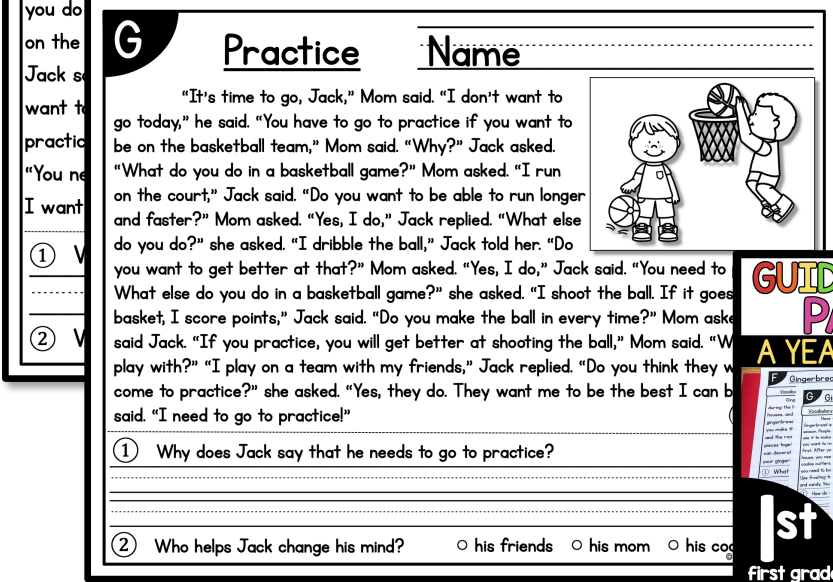 you do
on the
Jack
want
"You
I want
1
2
G
Practice
Name
"It's time to go, Jack," Mom said. "I don't want to
go today," he said. "You have to go to practice if you want to
be on the basketball team," Mom said. "Why?" Jack asked.
"What do you do in a basketball game?" Mom asked. "I run
on the court," Jack said. "Do you want to be able to run longer
and faster?" Mom asked. "Yes, I do," Jack replied. "What else
do you do?" she asked. "I dribble the ball," Jack told her. "Do
you want to get better at that?" Mom asked. "Yes, I do," Jack said. "You need to
What else do you do in a basketball game?" she asked. "I shoot the ball. If it goes
basket, I score points," Jack said. "Do you make the ball in every time?" Mom
said Jack. "If you practice, you will get better at shooting the ball," Mom said.
play with?" "I play on a team with my friends," Jack replied. "Do you think they
come to practice?" she asked. "Yes, they do. They want me to be the best I can
said. "I need to go to practice!"
1 Why does Jack say that he needs to go to practice?
2 Who helps Jack change his mind? his friends his mom his
A
F
G
1 What
1st
first